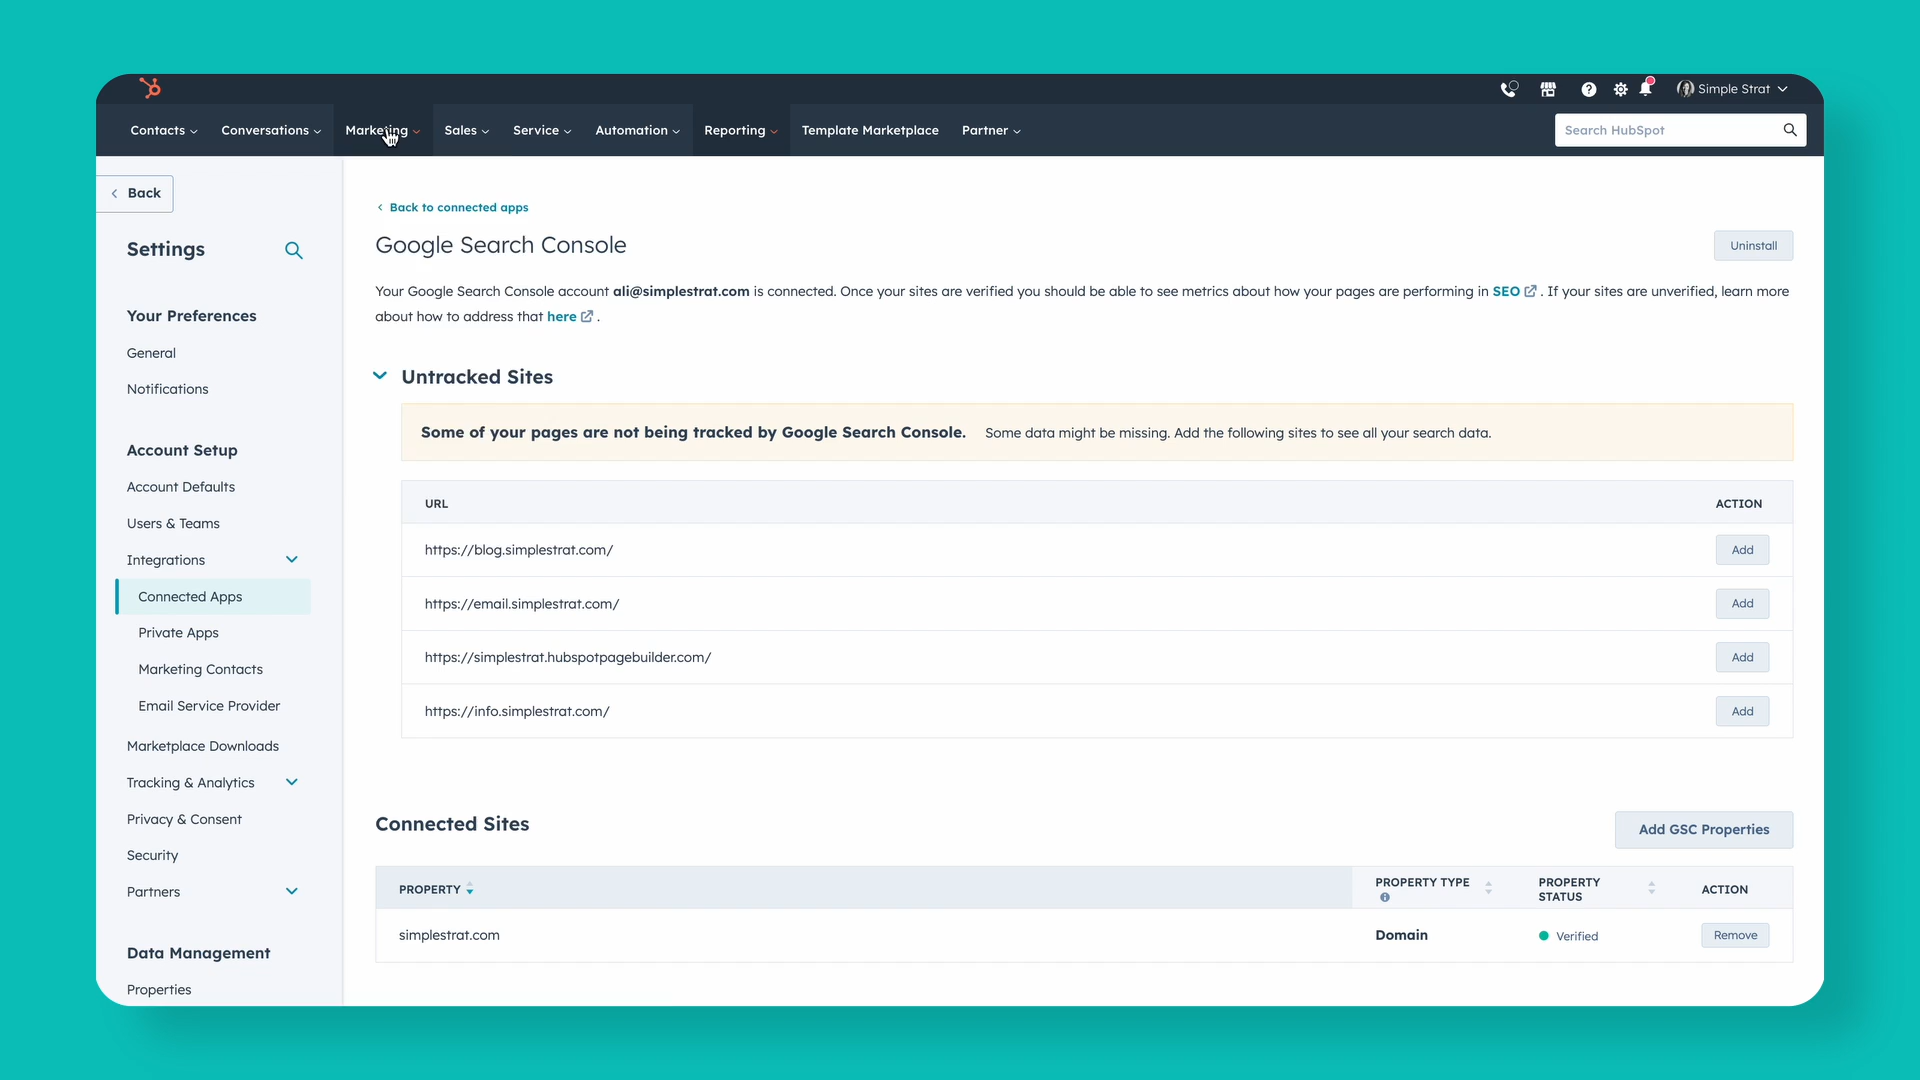 Simple Strat
Contacts Conversations Marketing Sales Service Automation Reporting Template Marketplace Partner
Search HubSpot
Back
Settings
Your Preferences
General
Notifications
Account Setup
Account Defaults
Users & Teams
Integrations
Connected Apps
Private Apps
Marketing Contacts
Email Service Provider
Marketplace Downloads
Tracking & Analytics
Privacy & Consent
Security
Partners
Data Management
Properties
Back to connected apps
Google Search Console
Uninstall
Your Google Search Console account ali@simplestrat.com is connected. Once your sites are verified you should be able to see metrics about how your pages are performing in SEO . If your sites are unverified, learn more
about how to address that here .
Untracked Sites
Some of your pages are not being tracked by Google Search Console. Some data might be missing. Add the following sites to see all your search data.
URL ACTION
https://blog.simplestrat.com/ Add
https://email.simplestrat.com/ Add
https://simplestrat.hubspotpagebuilder.com/ Add
https://info.simplestrat.com/ Add
Connected Sites
Add GSC Properties
PROPERTY PROPERTY TYPE PROPERTY STATUS ACTION
simplestrat.com Domain Verified Remove